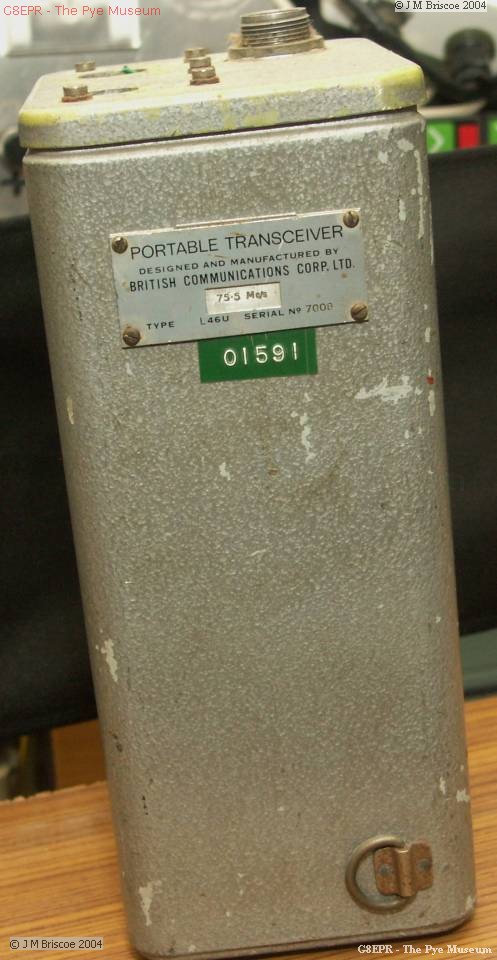 G8EPR - The Pye Museum
© J M Briscoe 2004
PORTABLE TRANSCEIVER
DESIGNED AND MANUFACTURED BY
BRITISH COMMUNICATIONS CORP. LTD.
75·5 Mc/s
TYPE L46U SERIAL Nº 7000
01591
© J M Briscoe 2004
G8EPR - The Pye Museum